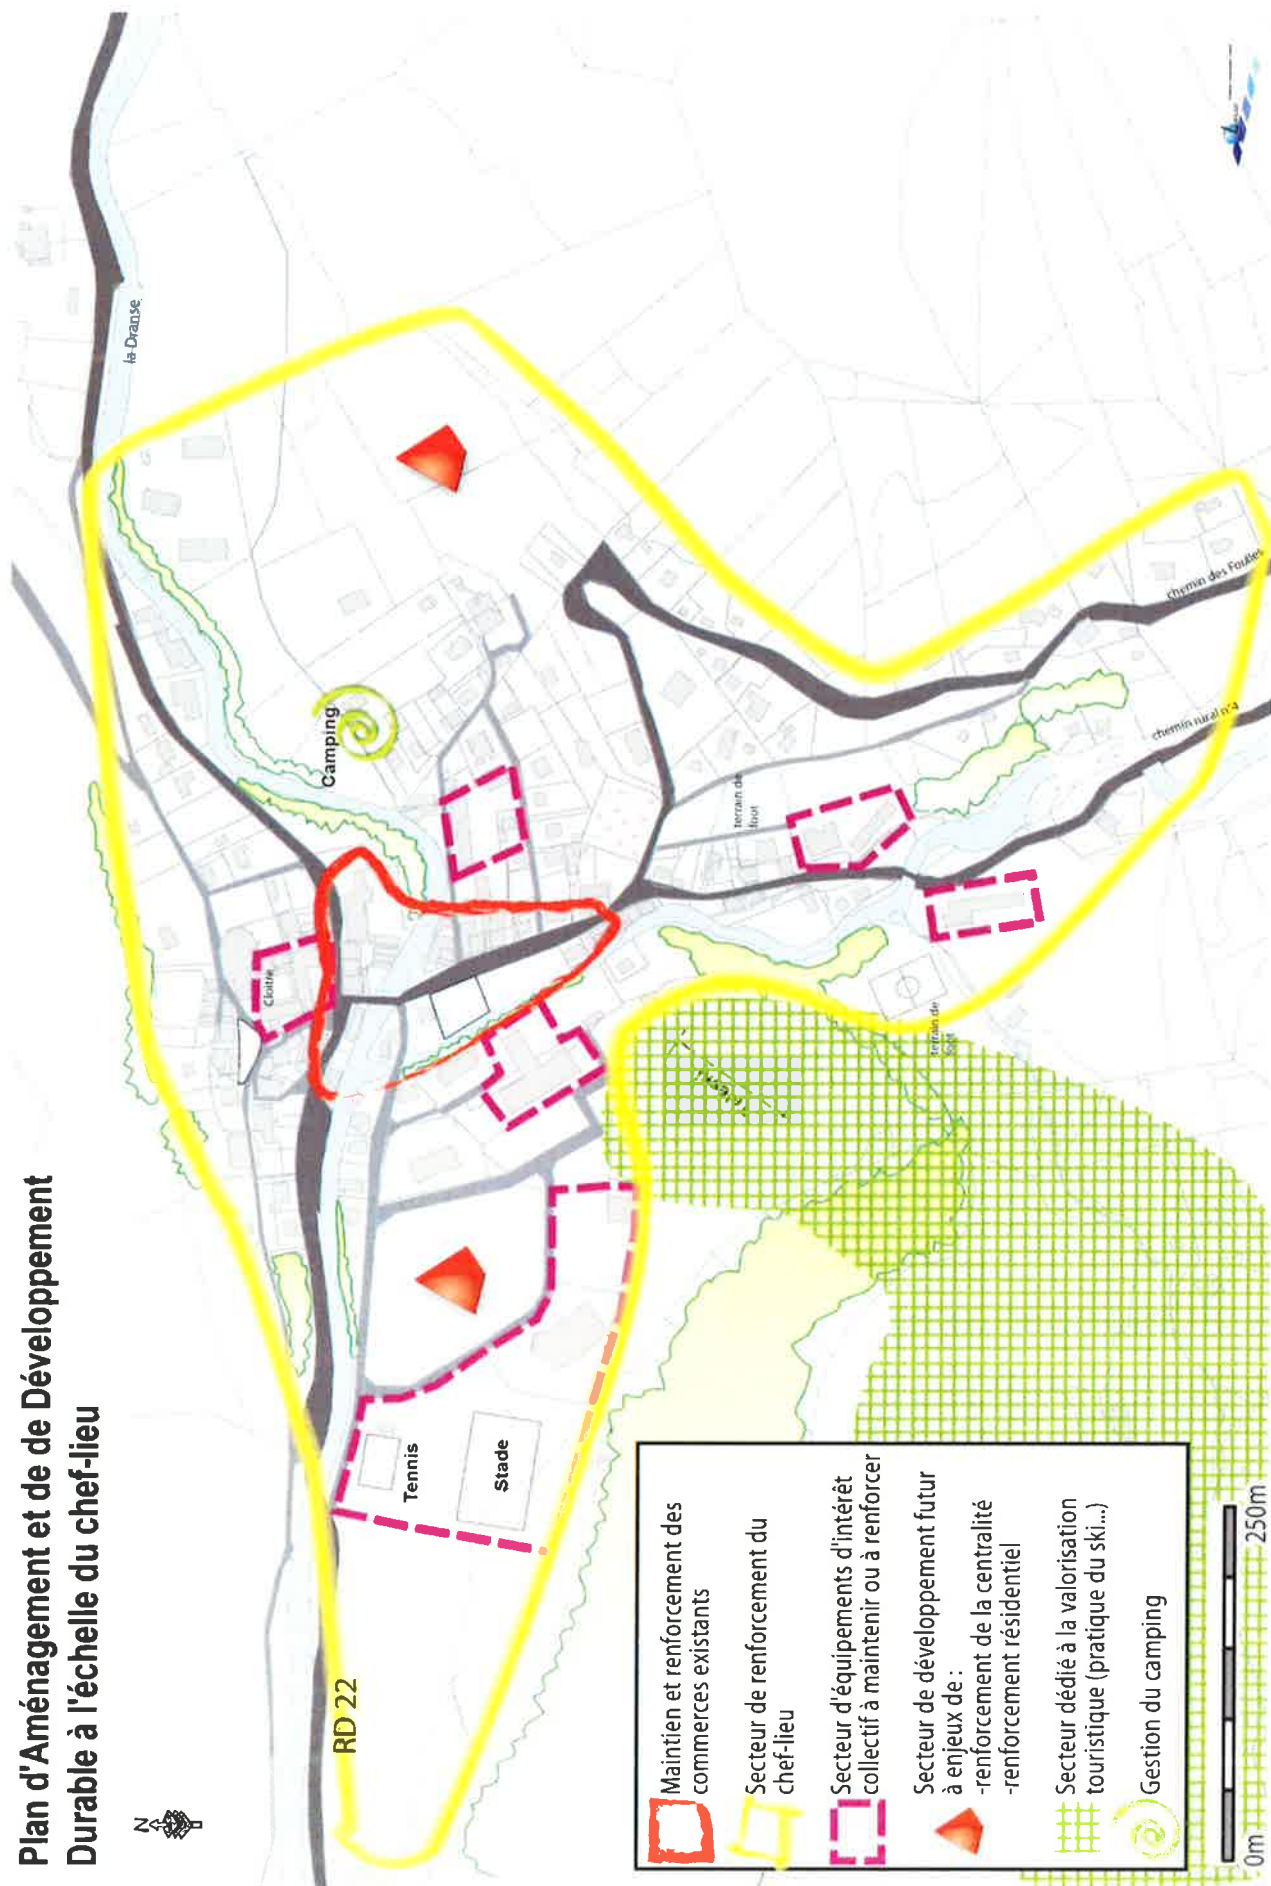 Plan d'Aménagement et de Développement
Durable à l'échelle du chef-lieu
N
RD 22
la Dranse
Camping
Cloitre
terrain de
foot
chemin des Foulles
chemin rural n°4
terrain de
foot
Téleski
Tennis
Stade
Maintien et renforcement des
commerces existants
Secteur de renforcement du
chef-lieu
Secteur d'équipements d'intérêt
collectif à maintenir ou à renforcer
Secteur de développement futur
à enjeux de :
-renforcement de la centralité
-renforcement résidentiel
Secteur dédié à la valorisation
touristique (pratique du ski...)
Gestion du camping
0m
250m